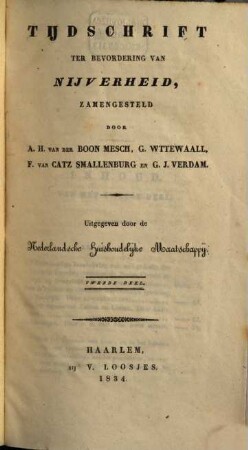 TIJDSCHRIFT
TER BEVORDERING VAN
NIJVERHEID,
ZAMENGESTELD
DOOR
A. H. VAN DER BOON MESCH, G. WTTEWAALL,
F. VAN CATZ SMALLENBURG EN G. J. VERDAM.
Uitgegeven door de
Nederlandsche Huishoudelijke Maatschappij.
TWEEDE DEEL.
HAARLEM,
BIJ V. LOOSJES.
1834.